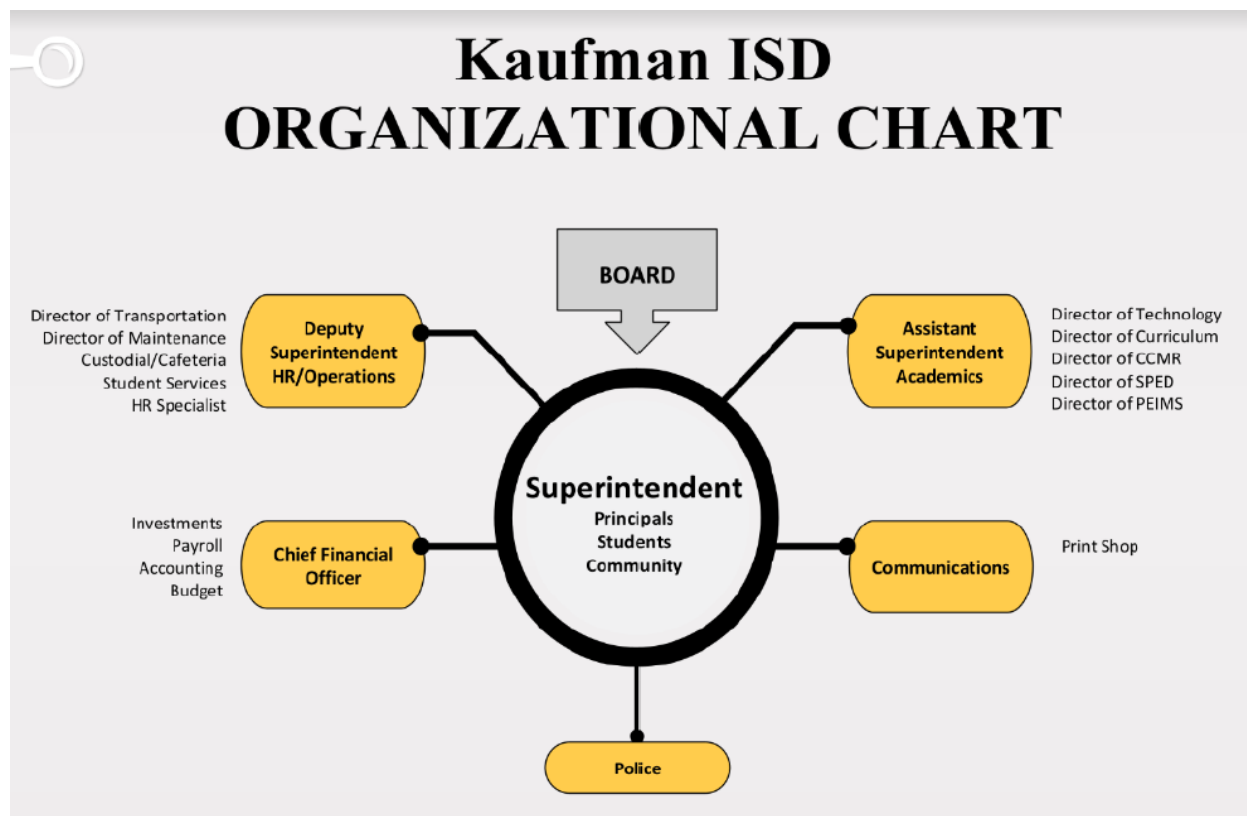 Kaufman ISD
ORGANIZATIONAL CHART
BOARD
Director of Transportation
Director of Maintenance
Custodial/Cafeteria
Student Services
HR Specialist
Deputy
Superintendent
HR/Operations
Assistant
Superintendent
Academics
Director of Technology
Director of Curriculum
Director of CCMR
Director of SPED
Director of PEIMS
Superintendent
Principals
Students
Community
Investments
Payroll
Accounting
Budget
Chief Financial
Officer
Communications
Print Shop
Police